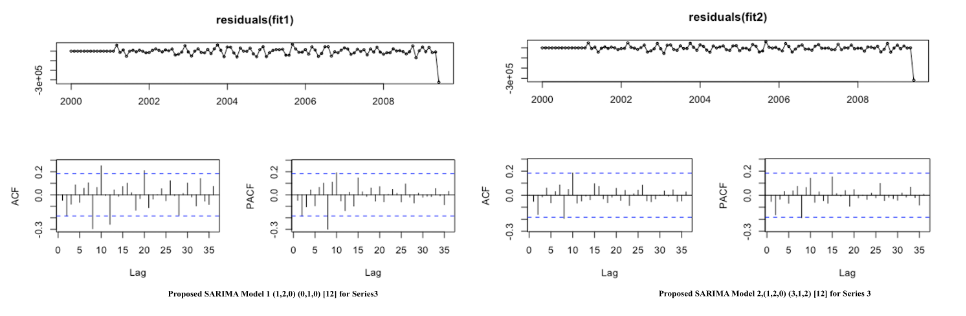 residuals(fit1)
-3e+05
2000 2002 2004 2006 2008
ACF
0.2
0.0
-0.3
0 5 10 15 20 25 30 35
Lag
PACF
0.2
0.0
-0.3
0 5 10 15 20 25 30 35
Lag
Proposed SARIMA Model 1 (1,2,0) (0,1,0) [12] for Series3
residuals(fit2)
-3e+05
2000 2002 2004 2006 2008
ACF
0.2
0.0
-0.3
0 5 10 15 20 25 30 35
Lag
PACF
0.2
0.0
-0.3
0 5 10 15 20 25 30 35
Lag
Proposed SARIMA Model 2,(1,2,0) (3,1,2) [12] for Series 3